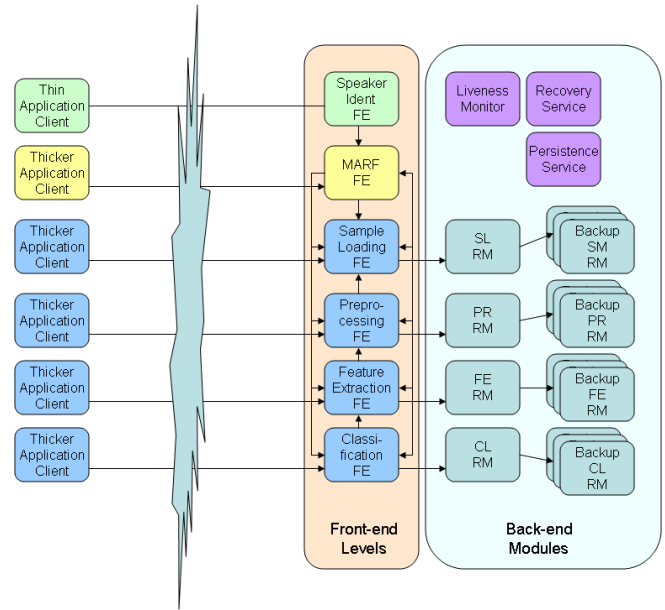 Thin
Application
Client
Speaker
Ident
FE
Liveness
Monitor
Recovery
Service
Thicker
Application
Client
MARF
FE
Persistence
Service
Thicker
Application
Client
Sample
Loading
FE
SL
RM
Backup
SM
RM
Thicker
Application
Client
Preproc-
essing
FE
PR
RM
Backup
PR
RM
Thicker
Application
Client
Feature
Extraction
FE
FE
RM
Backup
FE
RM
Thicker
Application
Client
Classi-
fication
FE
CL
RM
Backup
CL
RM
Front-end
Levels
Back-end
Modules